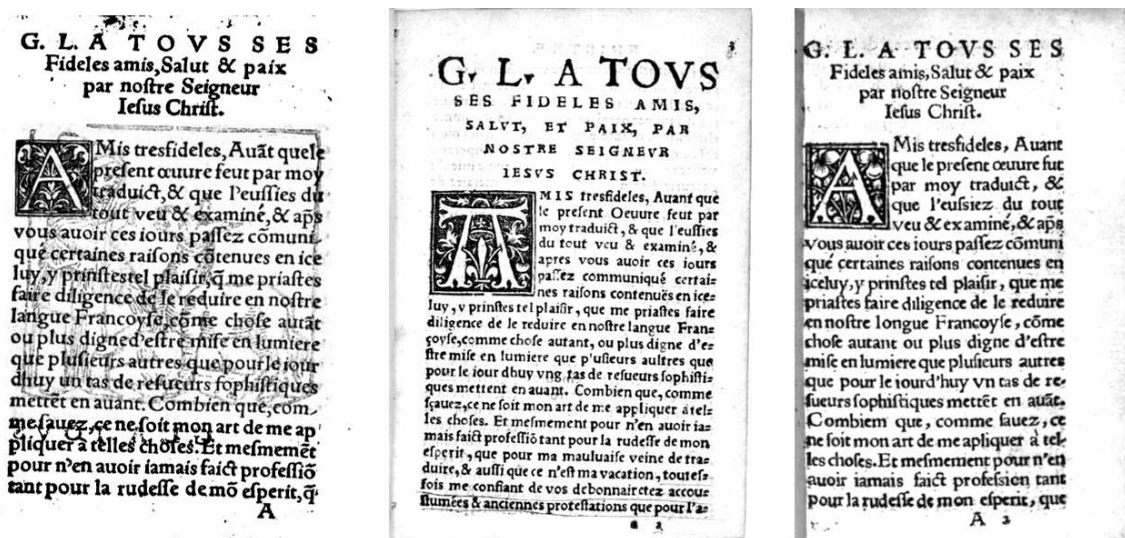 G. L. A TOVS SES
Fideles amis, Salut & paix
par nostre Seigneur
Iesus Christ.
AMis tresfideles, Auãt que le
present œuure feut par moy
traduict, & que l'eussies du
tout veu & examiné, & aps̃
vous auoir ces iours passez cõmuni-
qué certaines raisons cõtenues en ice
luy, y prinstes tel plaisir, q̃ me priastes
faire diligence de le reduire en nostre
langue Francoyse, cõme chose autãt
ou plus digne d'estre mise en lumiere
que plusieurs autres que pour le iour
dhuy un tas de resueurs sophistiques
mettẽt en auant. Combien que, com-
me sauez, ce ne soit mon art de me ap
pliquer a telles choses. Et mesmemẽt
pour n'en auoir iamais faict professiõ
tant pour la rudesse de mõ esperit, q̃
A
3
G. L. A TOVS
SES FIDELES AMIS,
SALVT, ET PAIX, PAR
NOSTRE SEIGNEVR
IESVS CHRIST.
AMIS tresfideles, Auant que
le present Oeuure feut par
moy traduict, & que l'eussies
du tout veu & examiné, &
apres vous auoir ces iours
passez communiqué certai=
nes raisons contenues en ice=
luy, y prinstes tel plaisir, que me priastes faire
diligence de le reduire en nostre langue Fran=
çoyse, comme chose autant, ou plus digne d'e=
stre mise en lumiere que p'usieurs aultres que
pour le iour dhuy vng tas de resueurs sophisti=
ques mettent en auant. Combien que, comme
sçauez, ce ne soit mon art de me appliquer à tel=
les choses. Et mesmement pour n'en auoir ia=
mais faict professiõ tant pour la rudesse de mon
esperit, que pour ma mauluaise veine de tra=
duire, & aussi que ce n'est ma vacation, toutes=
fois me confiant de vos debonnairetez accou=
stumées & anciennes protestations que pour l'a=
a 2
G. L. A TOVS SES
Fideles amis, Salut & paix
par nostre Seigneur
Iesus Christ.
AMis tresfideles, Auant
que le present œuure fut
par moy traduict, &
que l'eussiez du tout
veu & examiné, & aps̃
vous auoir ces iours passez cõmuni
qué certaines raisons contenues en
iceluy, y prinstes tel plaisir, que me
priastes faire diligence de le reduire
en nostre longue Francoyse, cõme
chose autant ou plus digne d'estre
mise en lumiere que plusieurs autres
que pour le iourd'huy vn tas de re-
sueurs sophistiques mettẽt en auãt.
Combiem que, comme sauez, ce
ne soit mon art de me apliquer à tel-
les choses. Et mesmement pour n'en
auoir iamais faict profession tant
pour la rudesse de mon esperit, que
A 2